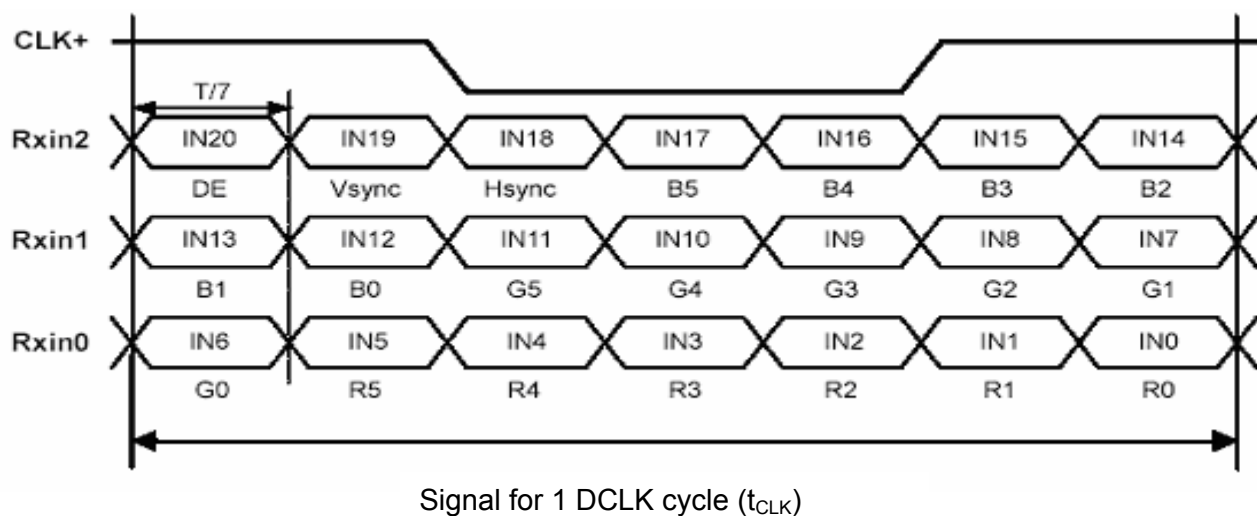 CLK+
T/7
Rxin2 IN20 IN19 IN18 IN17 IN16 IN15 IN14
DE Vsync Hsync B5 B4 B3 B2
Rxin1 IN13 IN12 IN11 IN10 IN9 IN8 IN7
B1 B0 G5 G4 G3 G2 G1
Rxin0 IN6 IN5 IN4 IN3 IN2 IN1 IN0
G0 R5 R4 R3 R2 R1 R0
Signal for 1 DCLK cycle (tCLK)